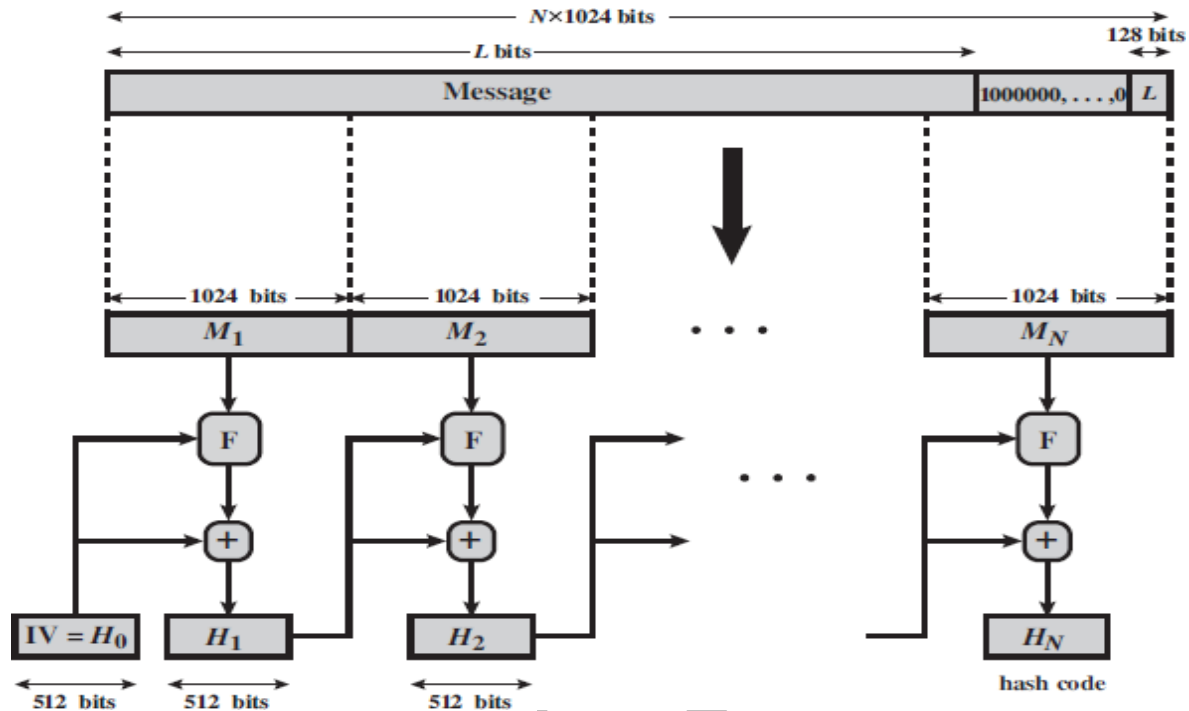 N×1024 bits
128 bits
L bits
Message
1000000, . . . ,0
L
1024 bits
1024 bits
1024 bits
M1
M2
. . .
MN
F
F
F
. . .
+
+
+
IV = H0
H1
H2
HN
hash code
512 bits
512 bits
512 bits